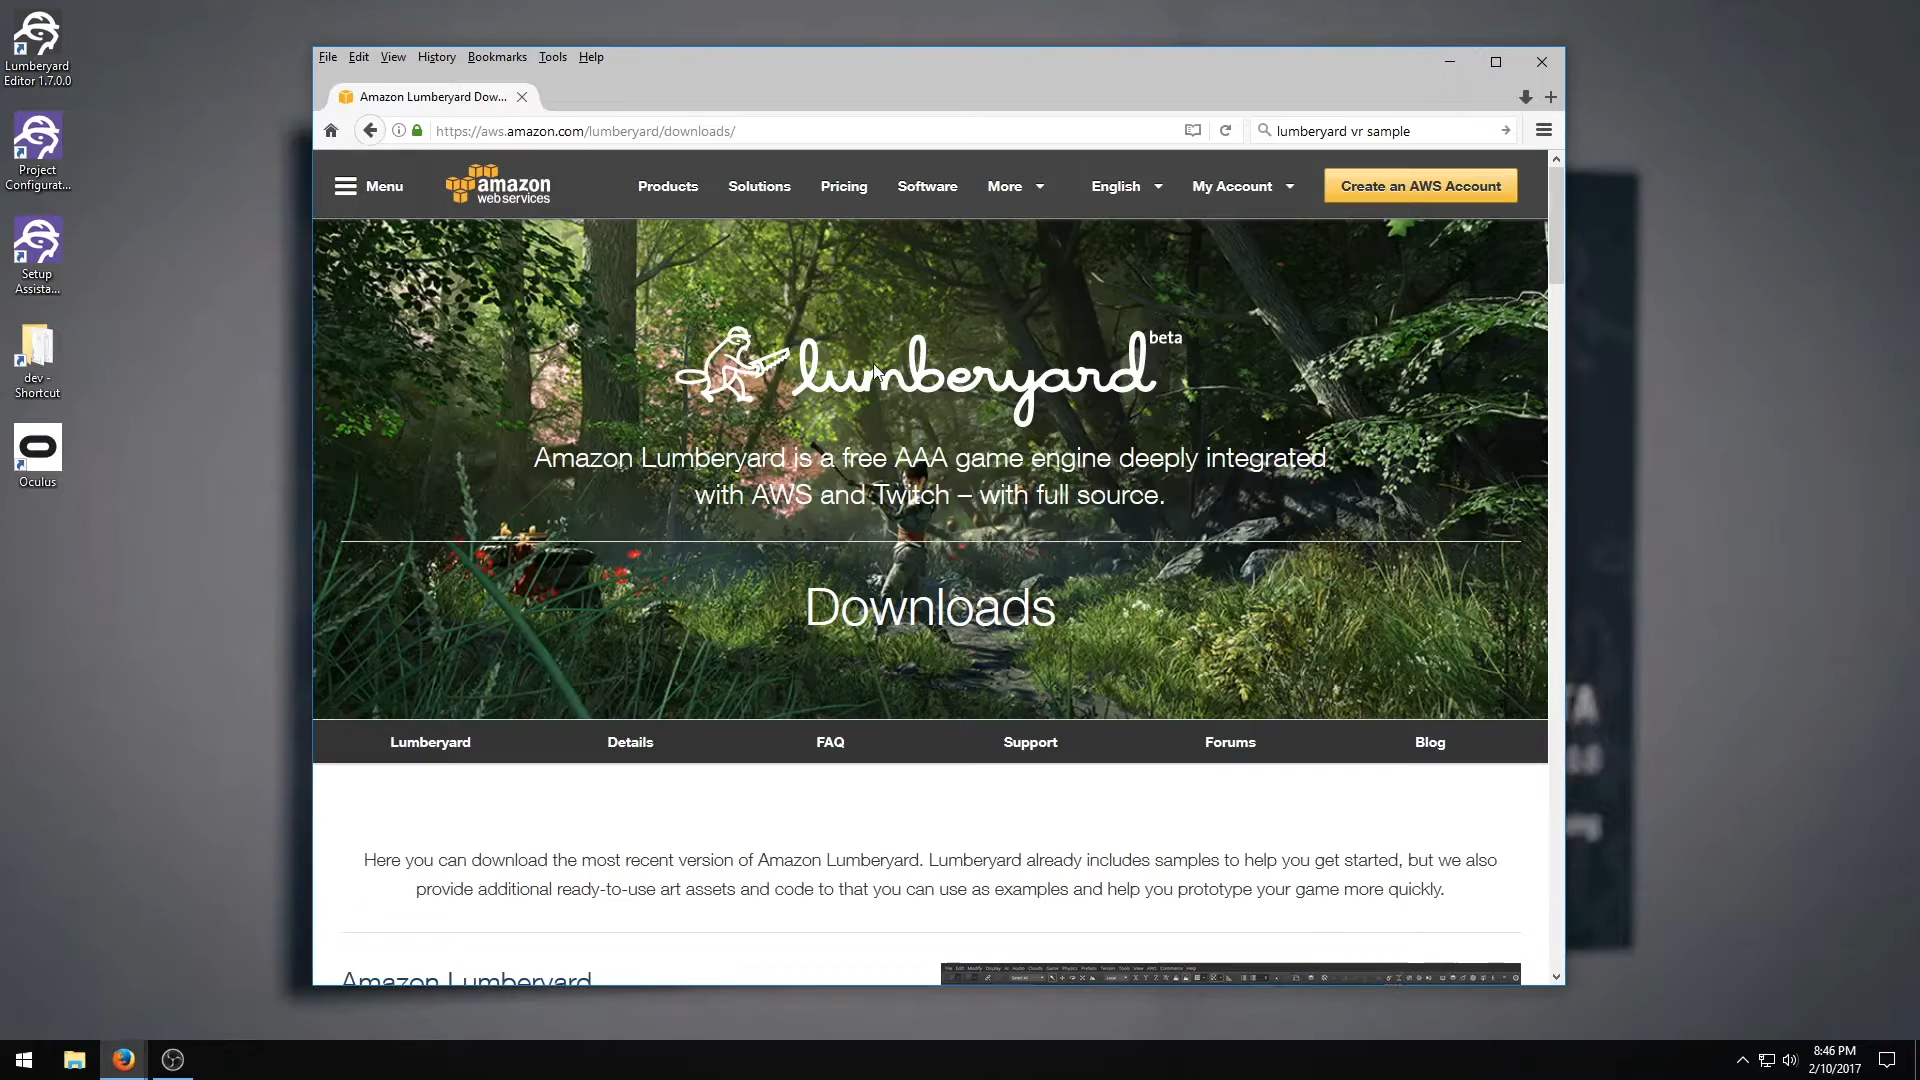 Lumberyard
Editor 1.7.0.0
Project
Configurat...
Setup
Assista...
dev -
Shortcut
Oculus
File Edit View History Bookmarks Tools Help
Amazon Lumberyard Dow...
https://aws.amazon.com/lumberyard/downloads/
lumberyard vr sample
Menu
amazon
webservices
Products Solutions Pricing Software More English My Account Create an AWS Account
lumberyard beta
Amazon Lumberyard is a free AAA game engine deeply integrated
with AWS and Twitch – with full source.
Downloads
Lumberyard Details FAQ Support Forums Blog
Here you can download the most recent version of Amazon Lumberyard. Lumberyard already includes samples to help you get started, but we also
provide additional ready-to-use art assets and code to that you can use as examples and help you prototype your game more quickly.
Amazon Lumberyard
8:46 PM
2/10/2017